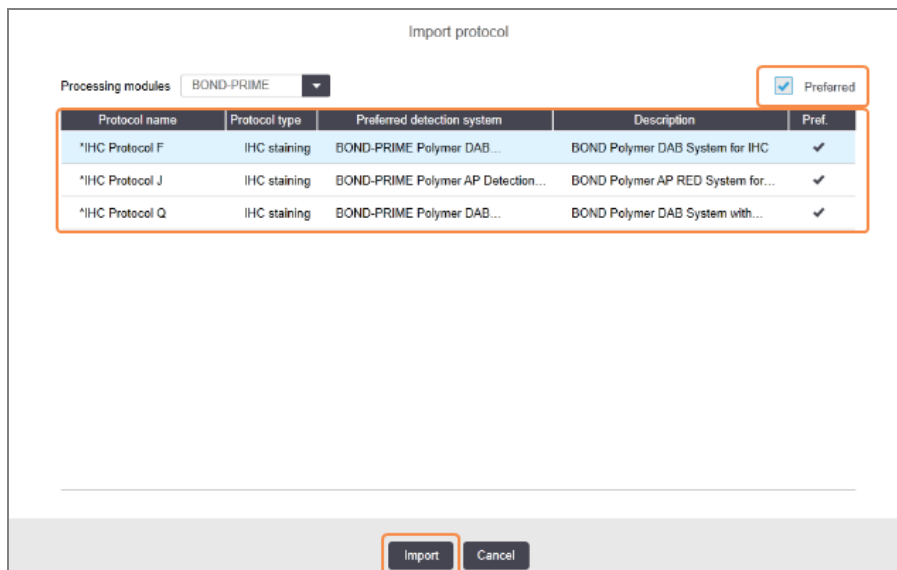 Import protocol
Processing modules BOND-PRIME Preferred
Protocol name Protocol type Preferred detection system Description Pref.
*IHC Protocol F IHC staining BOND-PRIME Polymer DAB... BOND Polymer DAB System for IHC
*IHC Protocol J IHC staining BOND-PRIME Polymer AP Detection... BOND Polymer AP RED System for...
*IHC Protocol Q IHC staining BOND-PRIME Polymer DAB... BOND Polymer DAB System with...
Import Cancel